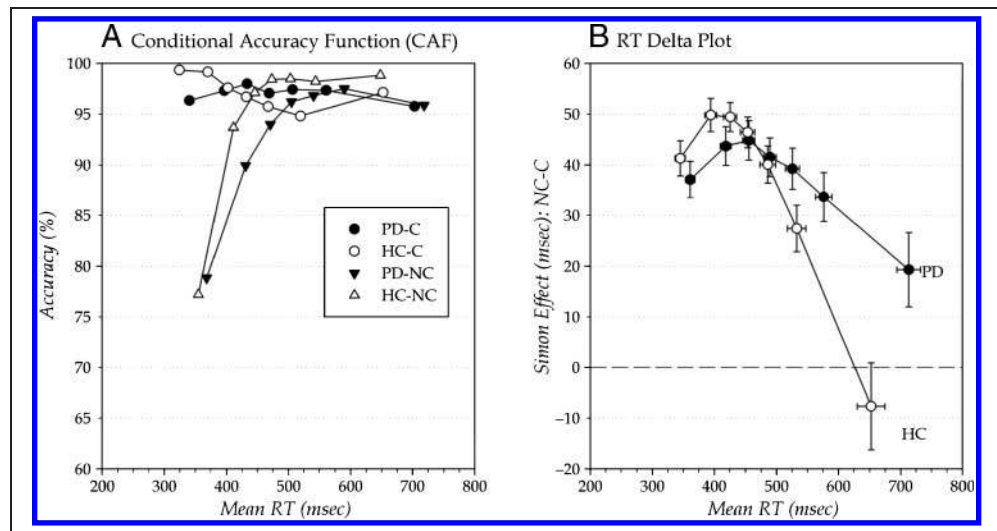 A Conditional Accuracy Function (CAF)
100
95
90
85
80
75
70
65
60
Accuracy (%)
PD-C
HC-C
PD-NC
HC-NC
200 300 400 500 600 700 800
Mean RT (msec)
B RT Delta Plot
60
50
40
30
20
10
0
−10
−20
Simon Effect (msec): NC-C
PD
HC
200 300 400 500 600 700 800
Mean RT (msec)